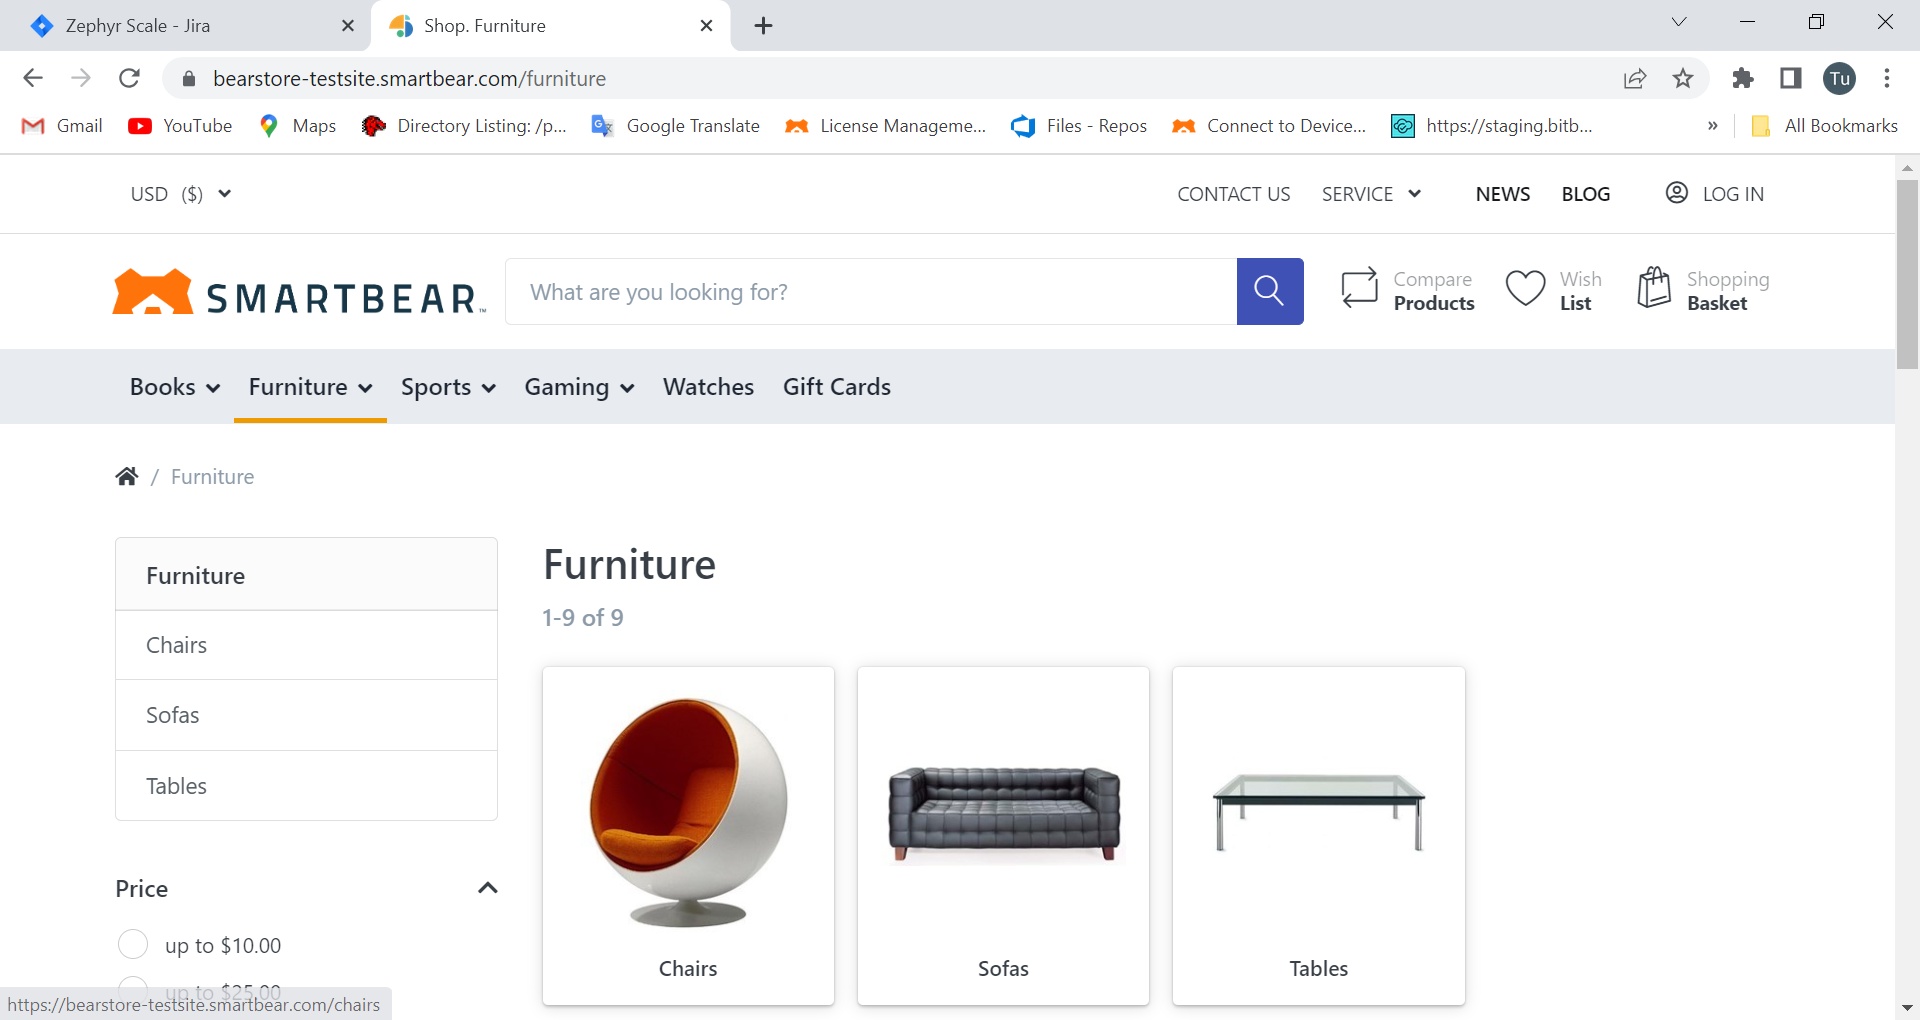 Zephyr Scale - Jira
Shop. Furniture
bearstore-testsite.smartbear.com/furniture
Tu
Gmail
YouTube
Maps
Directory Listing: /p...
Google Translate
License Manageme...
Files - Repos
Connect to Device...
https://staging.bitb...
»
All Bookmarks
USD ($)
CONTACT US
SERVICE
NEWS
BLOG
LOG IN
SMARTBEAR™
What are you looking for?
Compare
Products
Wish
List
Shopping
Basket
Books
Furniture
Sports
Gaming
Watches
Gift Cards
/ Furniture
Furniture
Chairs
Sofas
Tables
Price
up to $10.00
up to $25.00
Furniture
1-9 of 9
Chairs
Sofas
Tables
https://bearstore-testsite.smartbear.com/chairs